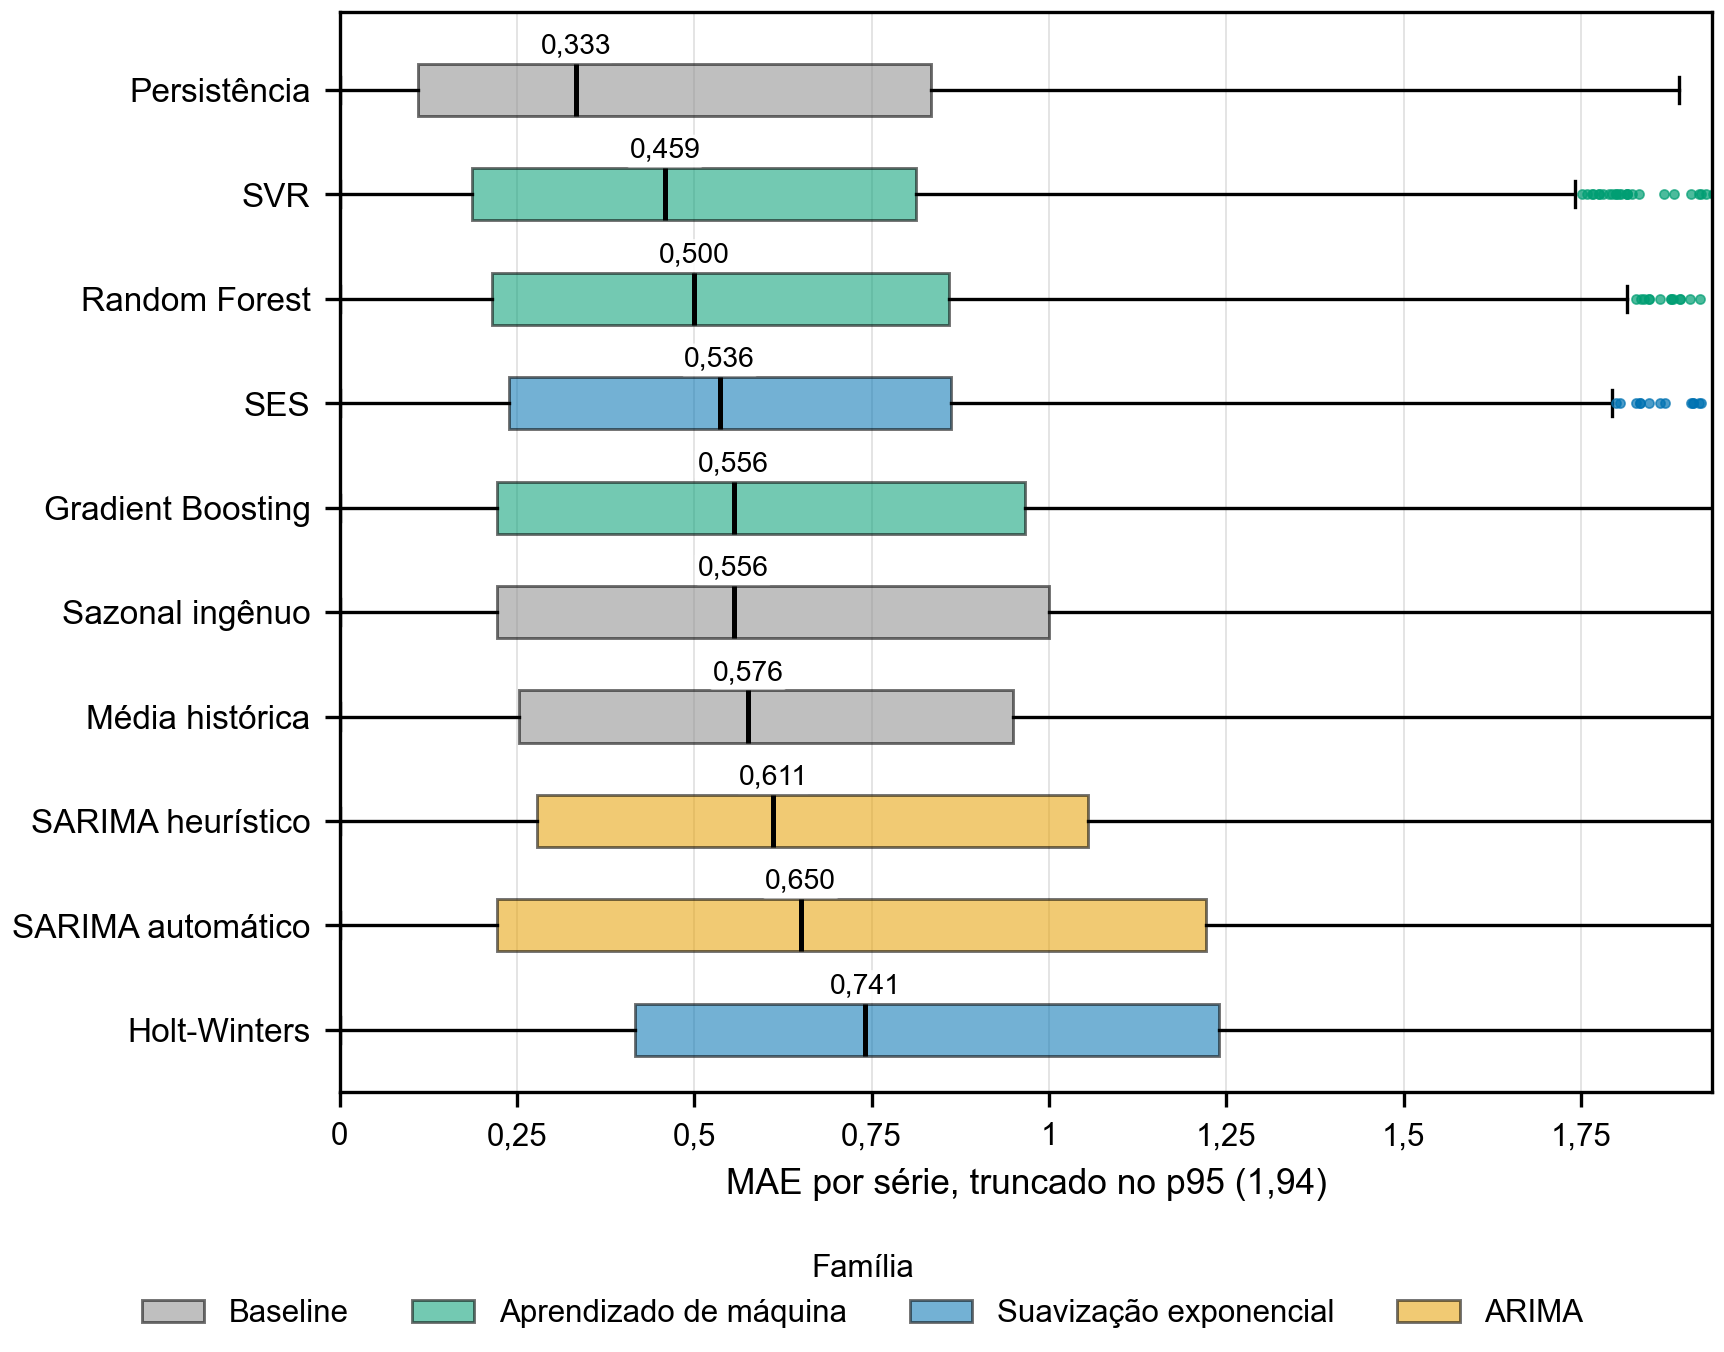 0,333
Persistência
0,459
SVR
0,500
Random Forest
0,536
SES
0,556
Gradient Boosting
0,556
Sazonal ingênuo
0,576
Média histórica
0,611
SARIMA heurístico
0,650
SARIMA automático
0,741
Holt-Winters
0 0,25 0,5 0,75 1 1,25 1,5 1,75
MAE por série, truncado no p95 (1,94)
Família
Baseline Aprendizado de máquina Suavização exponencial ARIMA